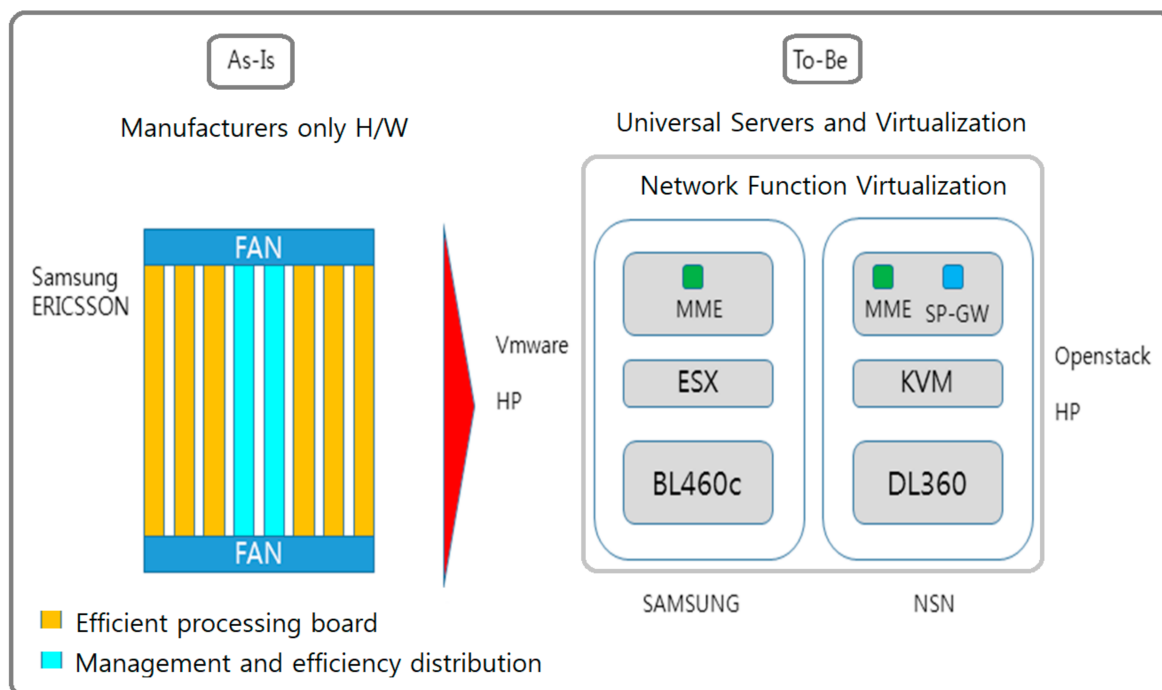 As-Is
To-Be
Manufacturers only H/W
Universal Servers and Virtualization
Network Function Virtualization
FAN
Samsung
ERICSSON
FAN
Vmware
HP
MME
ESX
BL460c
MME
SP-GW
KVM
DL360
Openstack
HP
SAMSUNG
NSN
Efficient processing board
Management and efficiency distribution